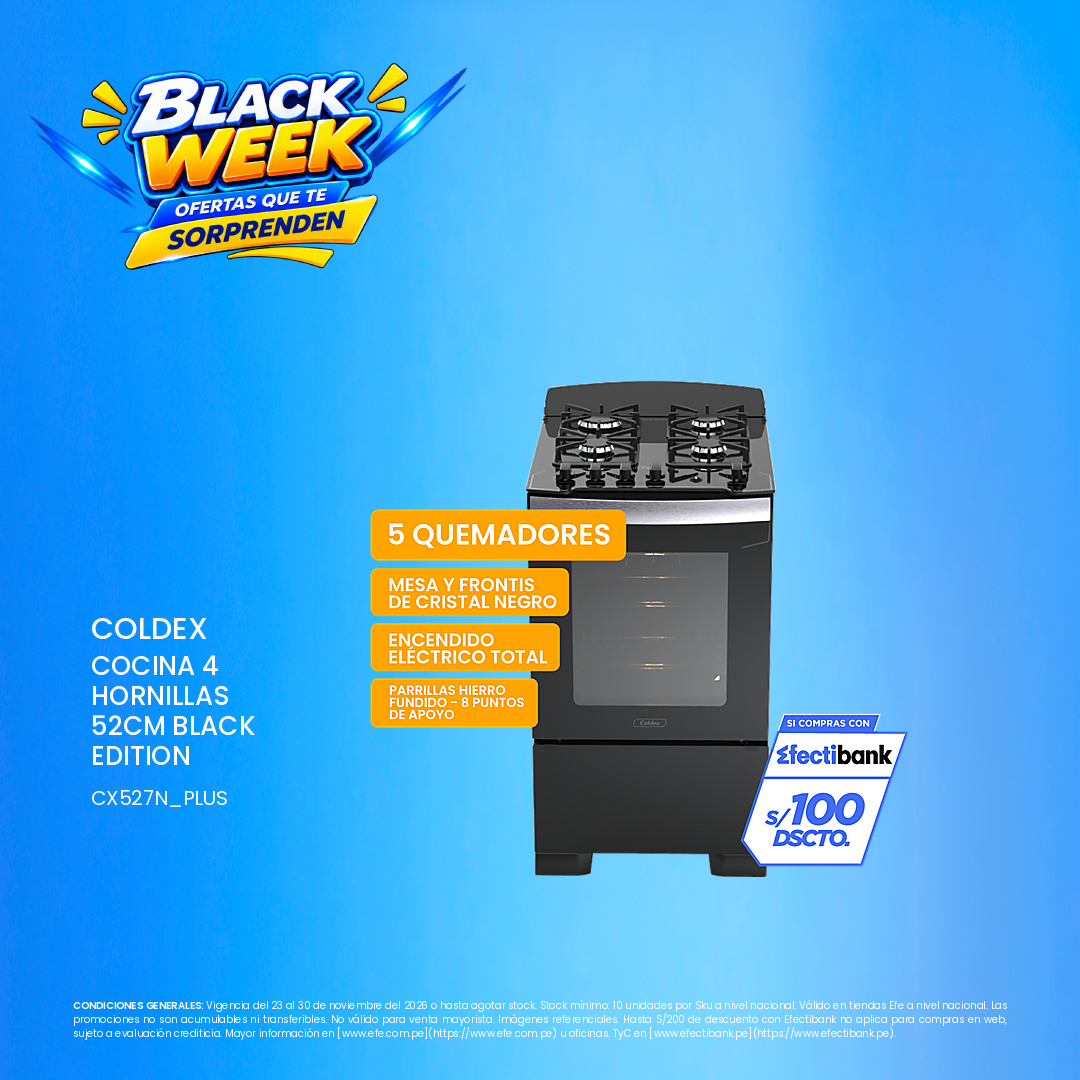 BLACK
WEEK
OFERTAS QUE TE
SORPRENDEN
5 QUEMADORES
MESA Y FRONTIS
DE CRISTAL NEGRO
ENCENDIDO
ELÉCTRICO TOTAL
PARRILLAS HIERRO
FUNDIDO - 8 PUNTOS
DE APOYO
COLDEX
COCINA 4
HORNILLAS
52CM BLACK
EDITION
CX527N_PLUS
Coldex
SI COMPRAS CON
Efectibank
S/100
DSCTO.
CONDICIONES GENERALES: Vigencia del 23 al 30 de noviembre del 2026 o hasta agotar stock. Stock mínimo: 10 unidades por Sku a nivel nacional. Válido en tiendas Efe a nivel nacional. Las
promociones no son acumulables ni transferibles. No válido para venta mayorista. Imágenes referenciales. Hasta S/200 de descuento con Efectibank no aplica para compras en web,
sujeto a evaluación crediticia. Mayor información en [www.efe.com.pe](https://www.efe.com.pe) u oficinas. TyC en [www.efectibank.pe](https://www.efectibank.pe).